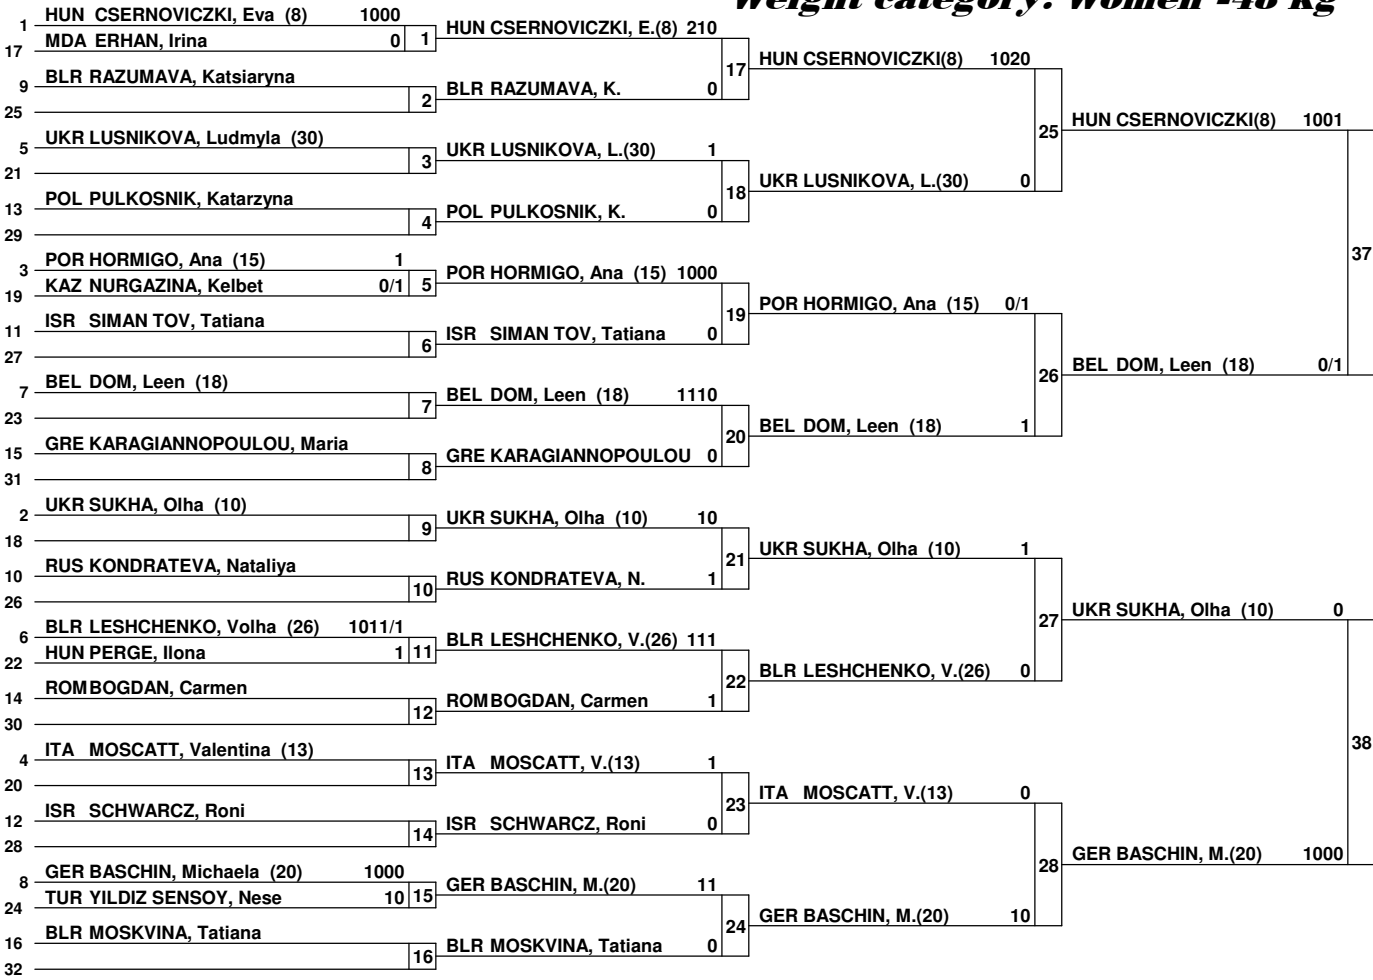 Weight category: Women -48 kg
1 HUN CSERNOVICZKI, Eva (8) 1000
17 MDA ERHAN, Irina 0 1
9 BLR RAZUMAVA, Katsiaryna
25 2
5 UKR LUSNIKOVA, Ludmyla (30)
21 3
13 POL PULKOSNIK, Katarzyna
29 4
3 POR HORMIGO, Ana (15) 1
19 KAZ NURGAZINA, Kelbet 0/1 5
11 ISR SIMAN TOV, Tatiana
27 6
7 BEL DOM, Leen (18)
23 7
15 GRE KARAGIANNOPOULOU, Maria
31 8
2 UKR SUKHA, Olha (10)
18 9
10 RUS KONDRATEVA, Nataliya
26 10
6 BLR LESHCHENKO, Volha (26) 1011/1
22 HUN PERGE, Ilona 1 11
14 ROM BOGDAN, Carmen
30 12
4 ITA MOSCATT, Valentina (13)
20 13
12 ISR SCHWARCZ, Roni
28 14
8 GER BASCHIN, Michaela (20) 1000
24 TUR YILDIZ SENSOY, Nese 10 15
16 BLR MOSKVINA, Tatiana
32 16
HUN CSERNOVICZKI, E.(8) 210
17
BLR RAZUMAVA, K. 0
UKR LUSNIKOVA, L.(30) 1
18
POL PULKOSNIK, K. 0
POR HORMIGO, Ana (15) 1000
19
ISR SIMAN TOV, Tatiana 0
BEL DOM, Leen (18) 1110
20
GRE KARAGIANNOPOULOU 0
UKR SUKHA, Olha (10) 10
21
RUS KONDRATEVA, N. 1
BLR LESHCHENKO, V.(26) 111
22
ROM BOGDAN, Carmen 1
ITA MOSCATT, V.(13) 1
23
ISR SCHWARCZ, Roni 0
GER BASCHIN, M.(20) 11
24
BLR MOSKVINA, Tatiana 0
HUN CSERNOVICZKI(8) 1020
25
UKR LUSNIKOVA, L.(30) 0
POR HORMIGO, Ana (15) 0/1
26
BEL DOM, Leen (18) 1
UKR SUKHA, Olha (10) 1
27
BLR LESHCHENKO, V.(26) 0
ITA MOSCATT, V.(13) 0
28
GER BASCHIN, M.(20) 10
HUN CSERNOVICZKI(8) 1001
37
BEL DOM, Leen (18) 0/1
UKR SUKHA, Olha (10) 0
38
GER BASCHIN, M.(20) 1000